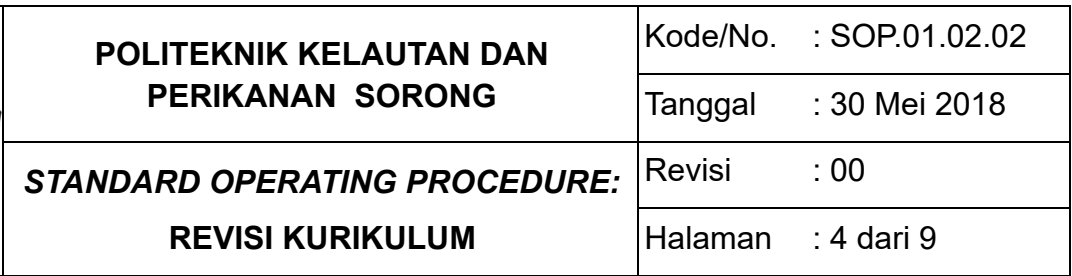 POLITEKNIK KELAUTAN DAN
PERIKANAN SORONG
Kode/No. : SOP.01.02.02
Tanggal : 30 Mei 2018
STANDARD OPERATING PROCEDURE:
REVISI KURIKULUM
Revisi : 00
Halaman : 4 dari 9